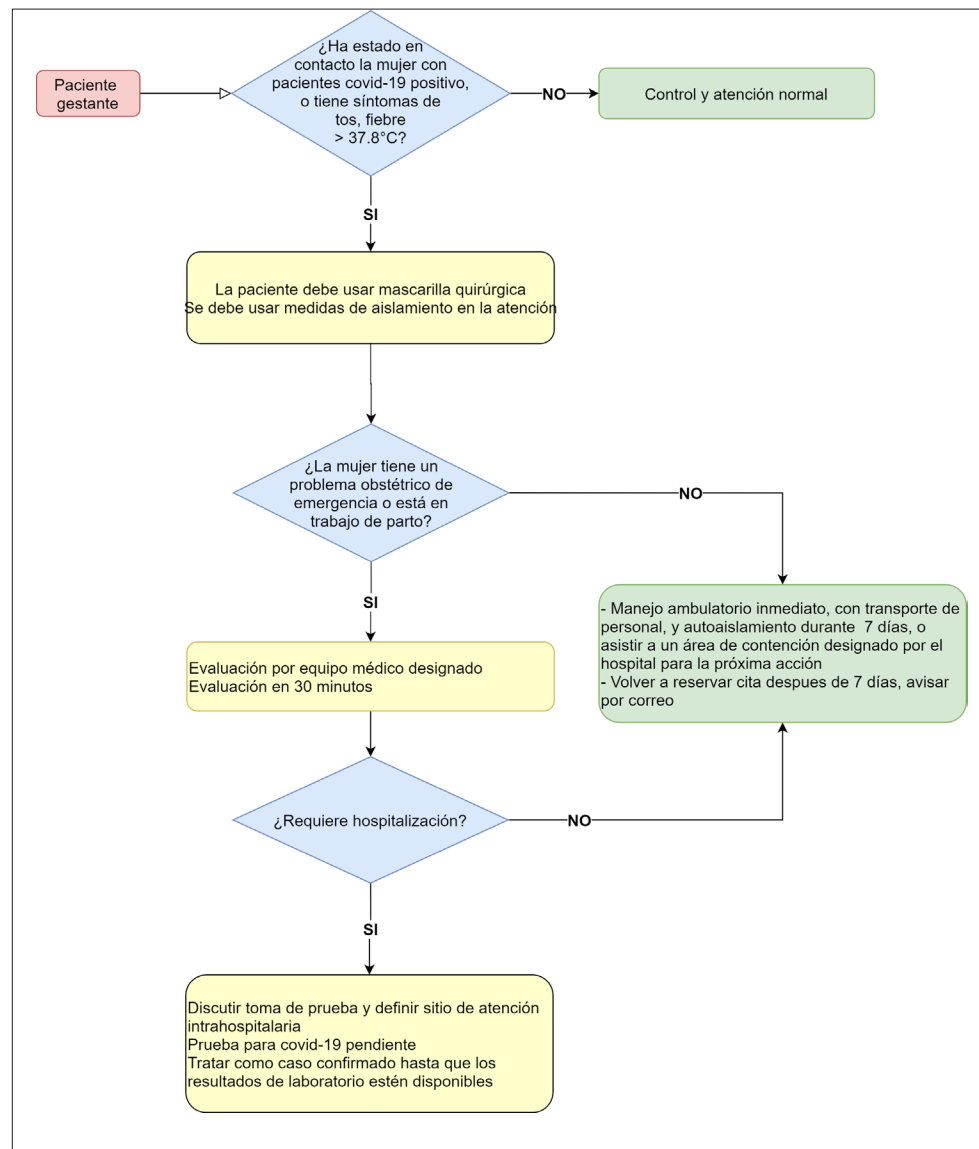 ¿Ha estado en
contacto la mujer con
pacientes covid-19 positivo,
o tiene síntomas de
tos, fiebre
> 37.8°C?
Paciente
gestante
NO
Control y atención normal
SI
La paciente debe usar mascarilla quirúrgica
Se debe usar medidas de aislamiento en la atención
¿La mujer tiene un
problema obstétrico de
emergencia o está en
trabajo de parto?
NO
SI
- Manejo ambulatorio inmediato, con transporte de
personal, y autoaislamiento durante 7 días, o
asistir a un área de contención designado por el
hospital para la próxima acción
- Volver a reservar cita despues de 7 días, avisar
por correo
Evaluación por equipo médico designado
Evaluación en 30 minutos
¿Requiere hospitalización?
NO
SI
Discutir toma de prueba y definir sitio de atención
intrahospitalaria
Prueba para covid-19 pendiente
Tratar como caso confirmado hasta que los
resultados de laboratorio estén disponibles